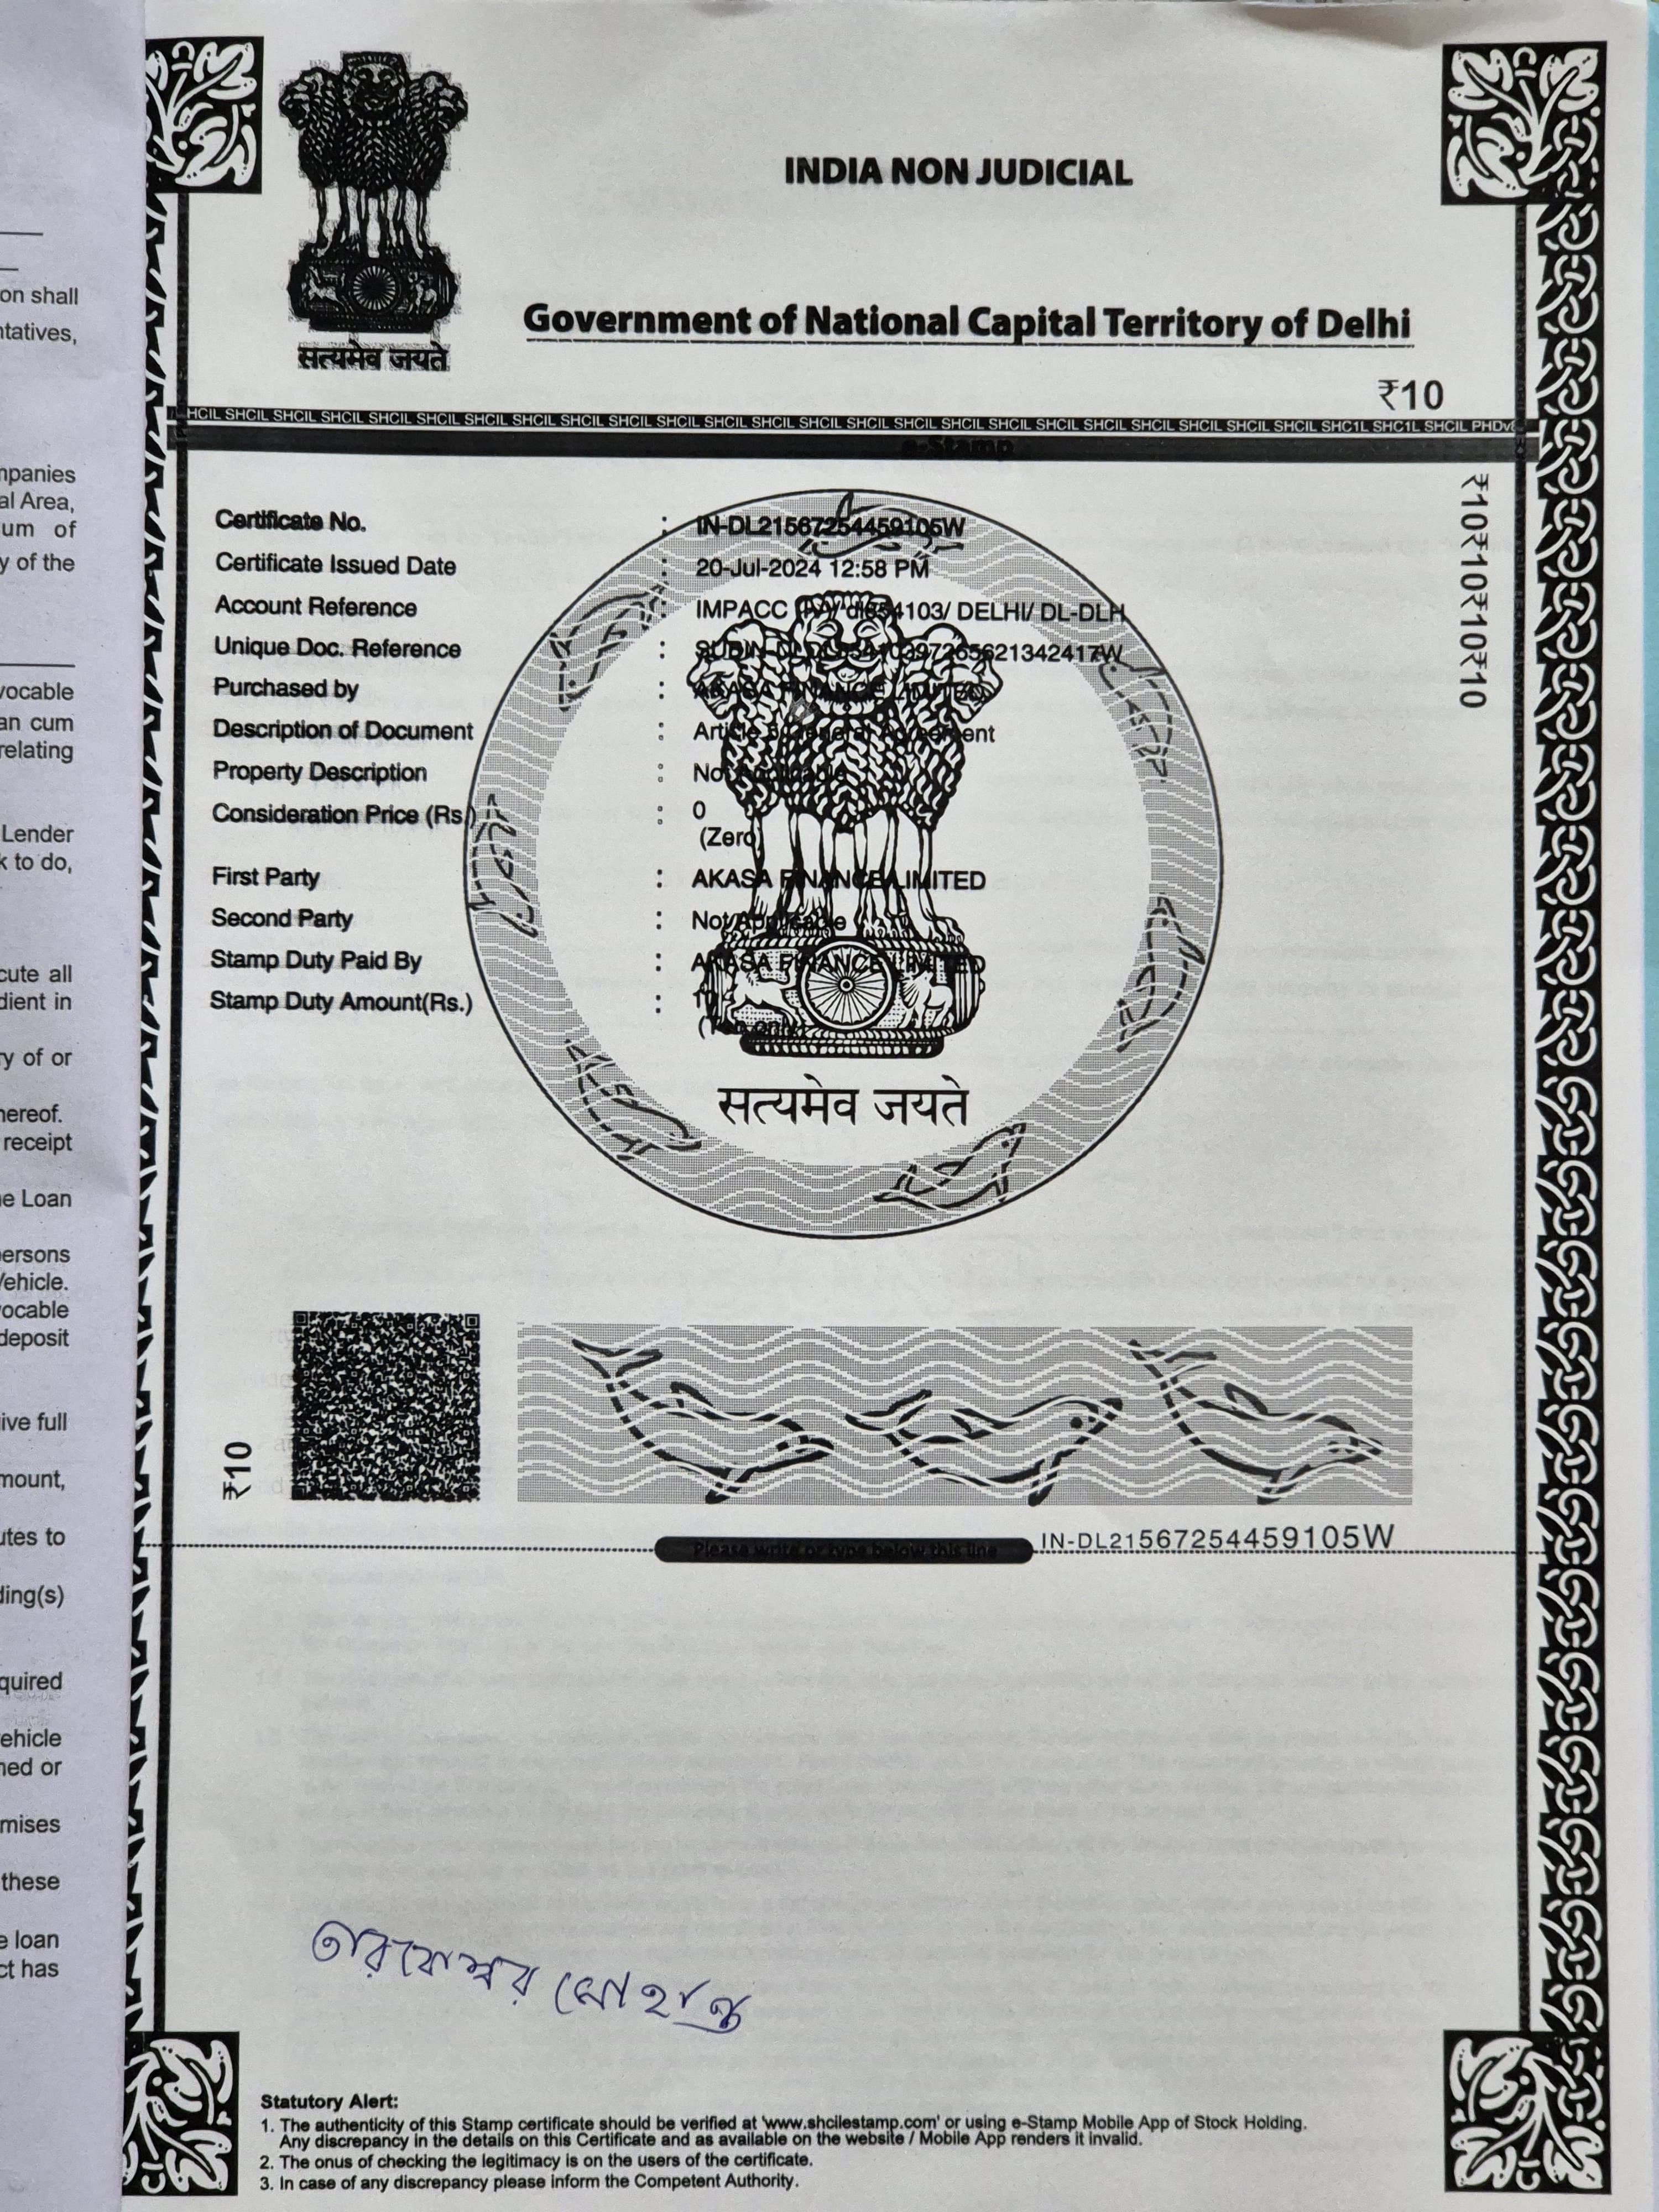 on shall
ntatives,
mpanies
al Area,
um of
y of the
vocable
an cum
relating
Lender
k to do,
cute all
dient in
ry of or
hereof.
receipt
e Loan
ersons
Vehicle.
vocable
deposit
ive full
mount,
utes to
ding(s)
quired
ehicle
ned or
mises
these
e loan
ct has
सत्यमेव जयते
INDIA NON JUDICIAL
Government of National Capital Territory of Delhi
₹10
HCIL SHCIL SHCIL SHCIL SHCIL SHCIL SHCIL SHCIL SHCIL SHCIL SHCIL SHCIL SHCIL SHCIL SHCIL SHCIL SHCIL SHCIL SHCIL SHCIL SHCIL SHCIL SHCIL SHCIL SHC1L SHC1L SHCIL
e-Stamp
₹10₹10₹10₹10₹10
Certificate No. : IN-DL21567254459105W
Certificate Issued Date : 20-Jul-2024 12:58 PM
Account Reference : IMPACC DELHI/ DL-DLH
Unique Doc. Reference :
Purchased by : AKASA FINANCE LIMITED
Description of Document : Article 5 General Agreement
Property Description : Not Applicable
Consideration Price (Rs.) : 0
(Zero)
First Party : AKASA FINANCE LIMITED
Second Party : Not Applicable
Stamp Duty Paid By : AKASA FINANCE LIMITED
Stamp Duty Amount(Rs.) : 10
(Ten only)
सत्यमेव जयते
₹10
Please write or type below this line
IN-DL21567254459105W
তারকেশ্বর মোহান্ত
Statutory Alert:
1. The authenticity of this Stamp certificate should be verified at 'www.shcilestamp.com' or using e-Stamp Mobile App of Stock Holding.
Any discrepancy in the details on this Certificate and as available on the website / Mobile App renders it invalid.
2. The onus of checking the legitimacy is on the users of the certificate.
3. In case of any discrepancy please inform the Competent Authority.